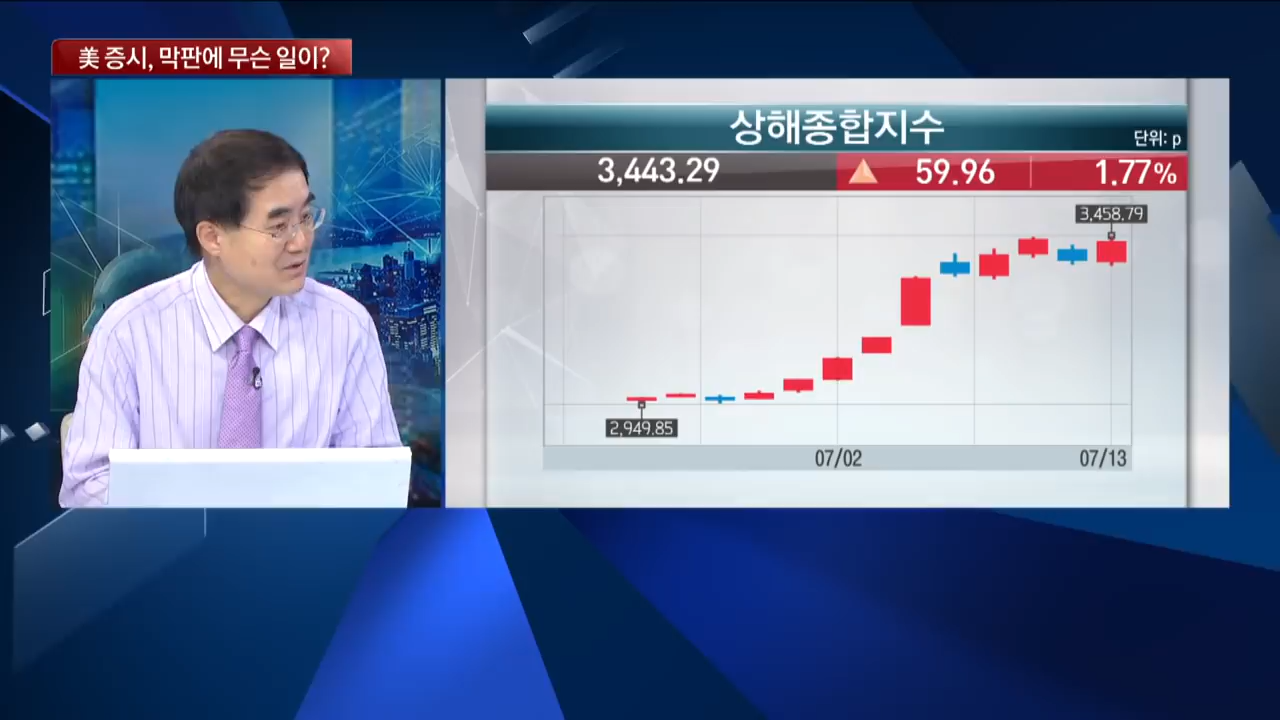 美 증시, 막판에 무슨 일이?
상해종합지수
단위: p
3,443.29 ▲ 59.96 1.77%
3,458.79
2,949.85
07/02 07/13